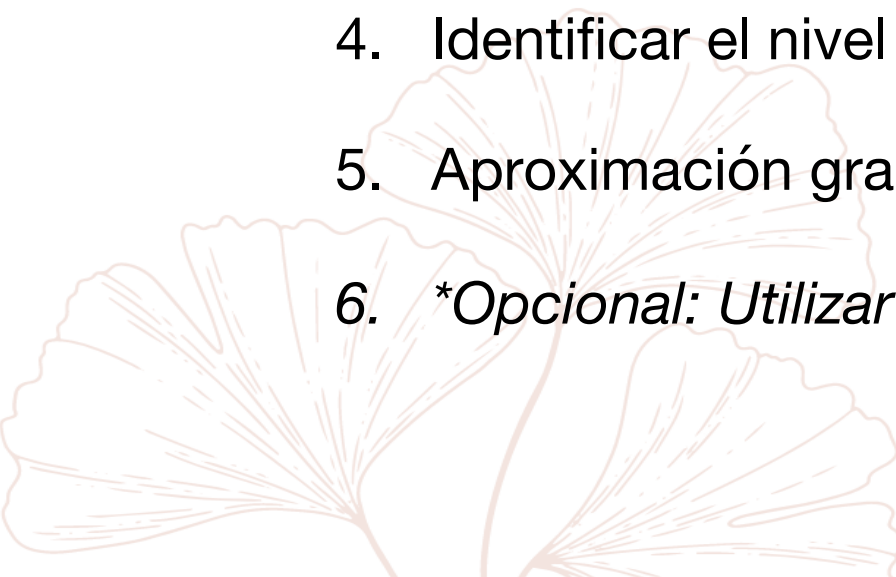 4. Identificar el nivel
5. Aproximación gra
6. *Opcional: Utilizar